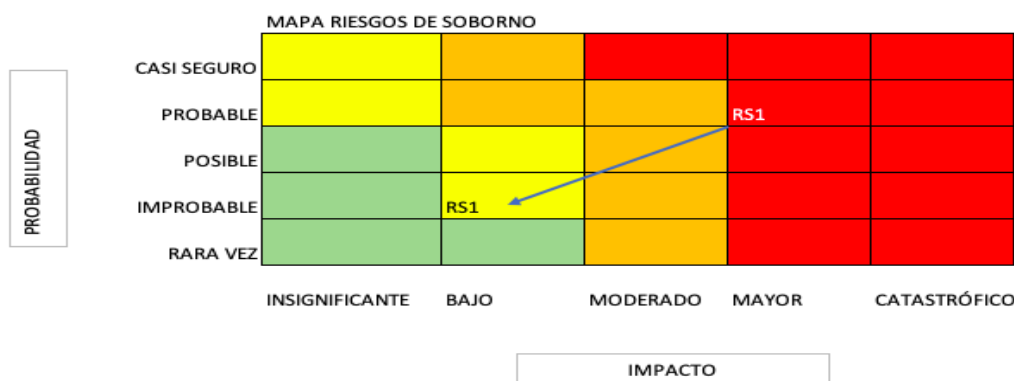 MAPA RIESGOS DE SOBORNO
PROBABILIDAD
CASI SEGURO
PROBABLE RS1
POSIBLE
IMPROBABLE RS1
RARA VEZ
INSIGNIFICANTE BAJO MODERADO MAYOR CATASTRÓFICO
IMPACTO